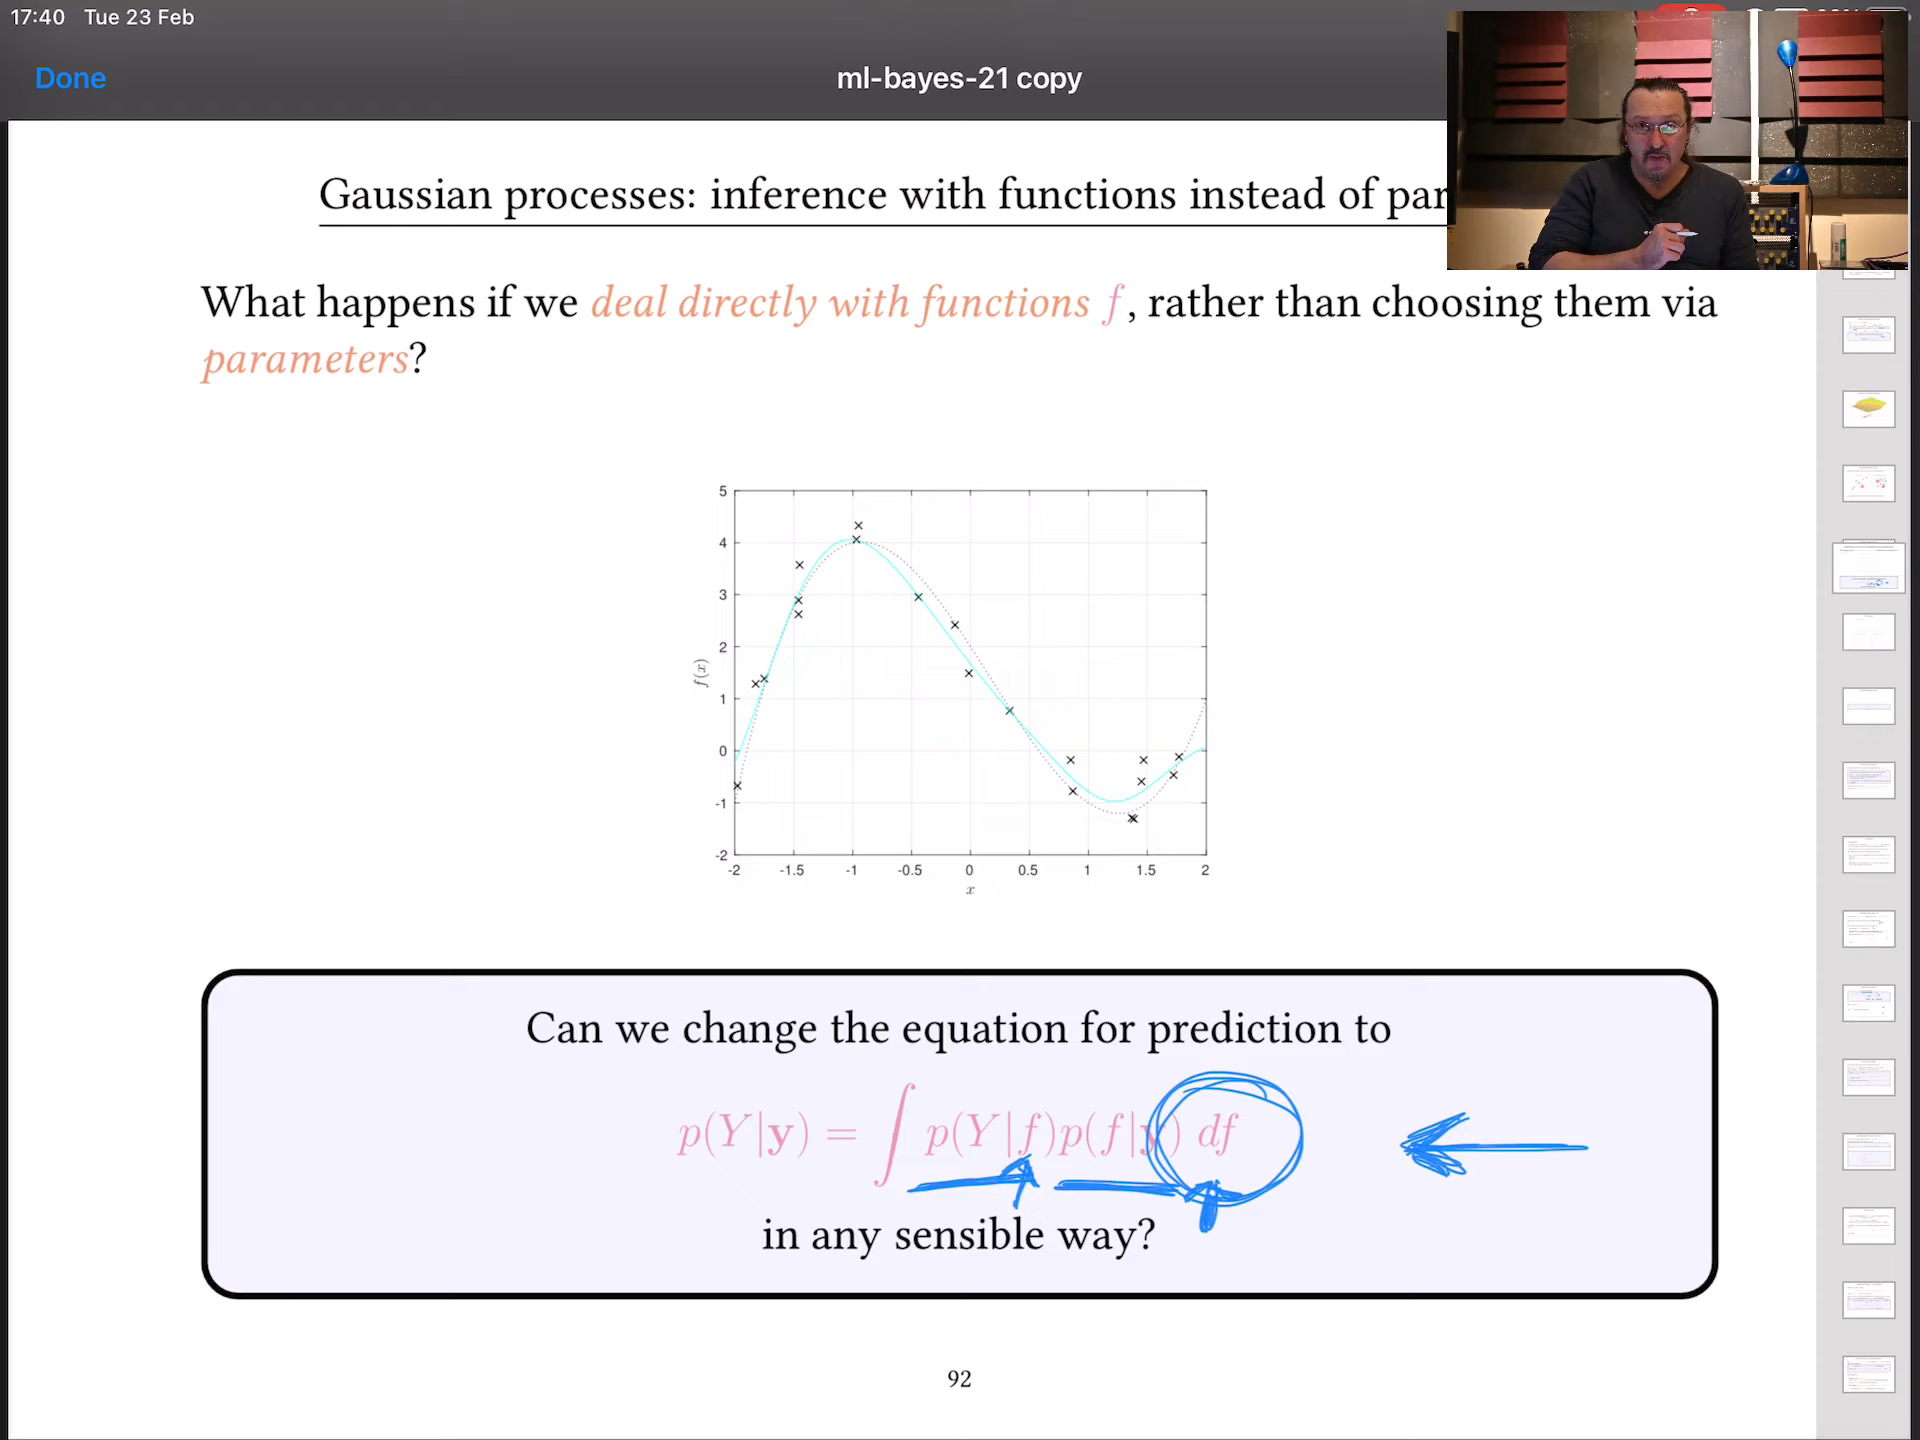 17:40 Tue 23 Feb
Done
ml-bayes-21 copy
Gaussian processes: inference with functions instead of par
What happens if we deal directly with functions f, rather than choosing them via
parameters?
5
4
3
2
1
0
-1
-2
f(x)
-2 -1.5 -1 -0.5 0 0.5 1 1.5 2
x
Can we change the equation for prediction to
p(Y|y) = ∫ p(Y|f)p(f|y) df
in any sensible way?
92